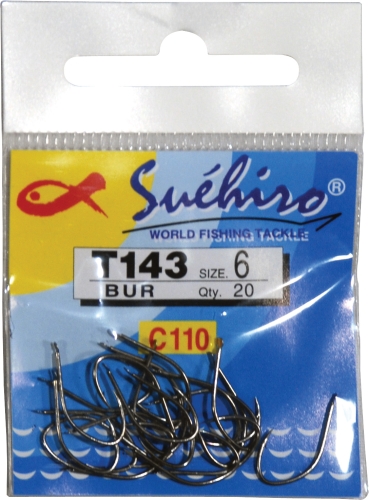 Suéhiro®
WORLD FISHING TACKLE
T143 SIZE. 6
BUR Qty. 20
C110